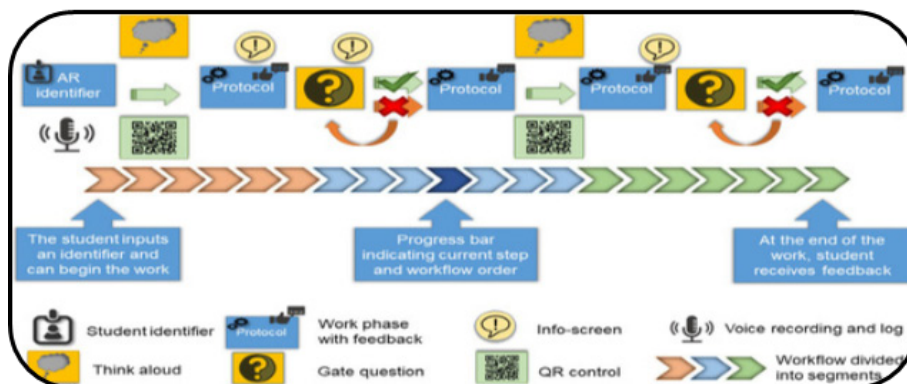 AR
identifier
Protocol
Protocol
Protocol
Protocol
The student inputs
an identifier and
can begin the work
Progress bar
indicating current step
and workflow order
At the end of the
work, student
receives feedback
Student identifier
Protocol
Work phase
with feedback
Info-screen
Voice recording and log
Think aloud
Gate question
QR control
Workflow divided
into segments